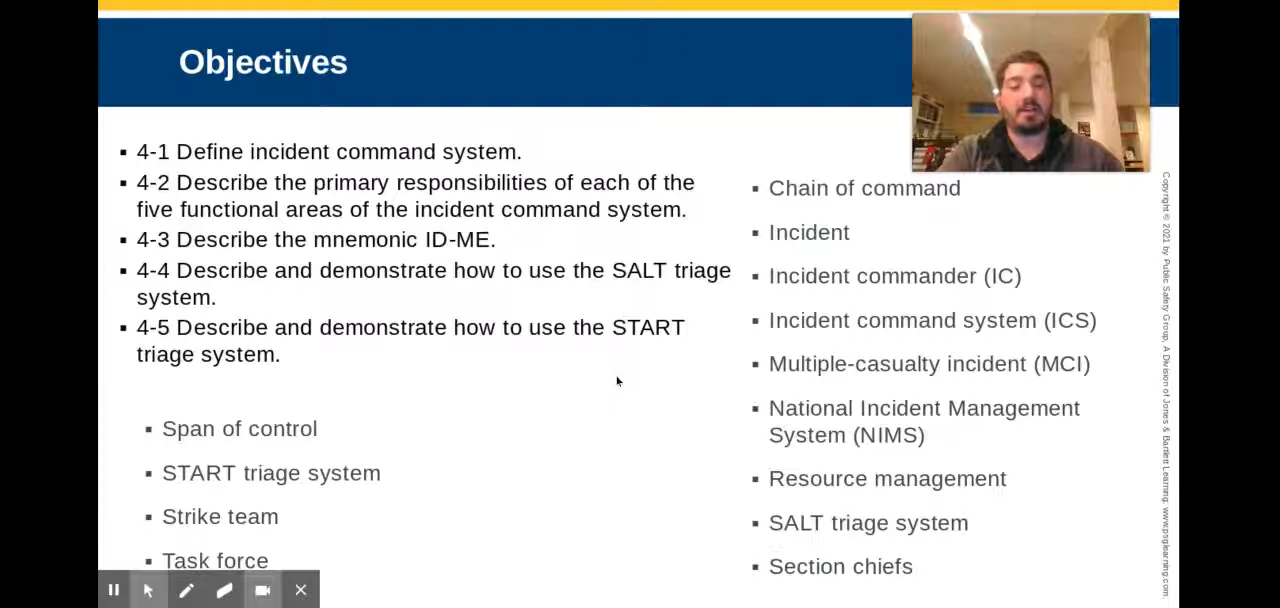 Objectives
▪ 4-1 Define incident command system.
▪ 4-2 Describe the primary responsibilities of each of the
five functional areas of the incident command system.
▪ 4-3 Describe the mnemonic ID-ME.
▪ 4-4 Describe and demonstrate how to use the SALT triage
system.
▪ 4-5 Describe and demonstrate how to use the START
triage system.
▪ Span of control
▪ START triage system
▪ Strike team
▪ Task force
▪ Chain of command
▪ Incident
▪ Incident commander (IC)
▪ Incident command system (ICS)
▪ Multiple-casualty incident (MCI)
▪ National Incident Management
System (NIMS)
▪ Resource management
▪ SALT triage system
▪ Section chiefs
Copyright © 2021 by Public Safety Group, A Division of Jones & Bartlett Learning. www.psglearning.com.